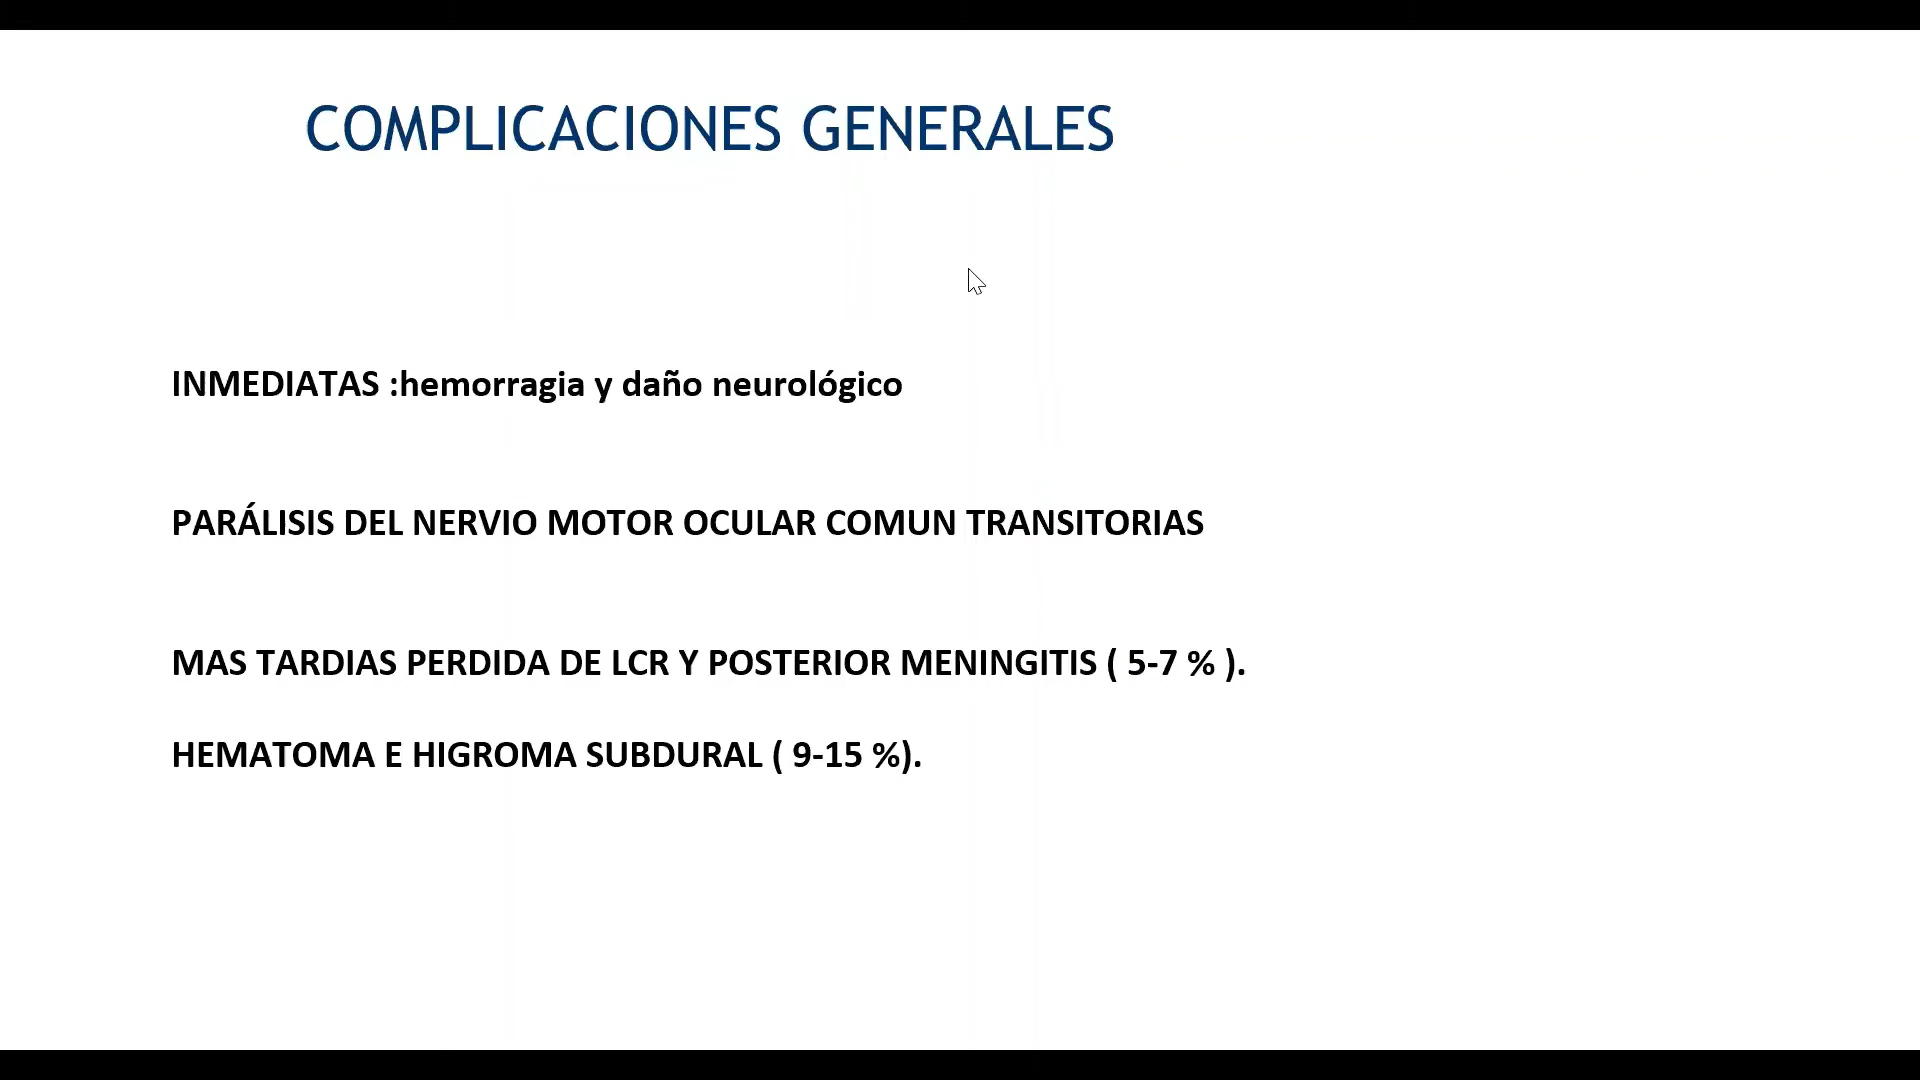 COMPLICACIONES GENERALES
INMEDIATAS :hemorragia y daño neurológico
PARÁLISIS DEL NERVIO MOTOR OCULAR COMUN TRANSITORIAS
MAS TARDIAS PERDIDA DE LCR Y POSTERIOR MENINGITIS ( 5-7 % ).
HEMATOMA E HIGROMA SUBDURAL ( 9-15 %).